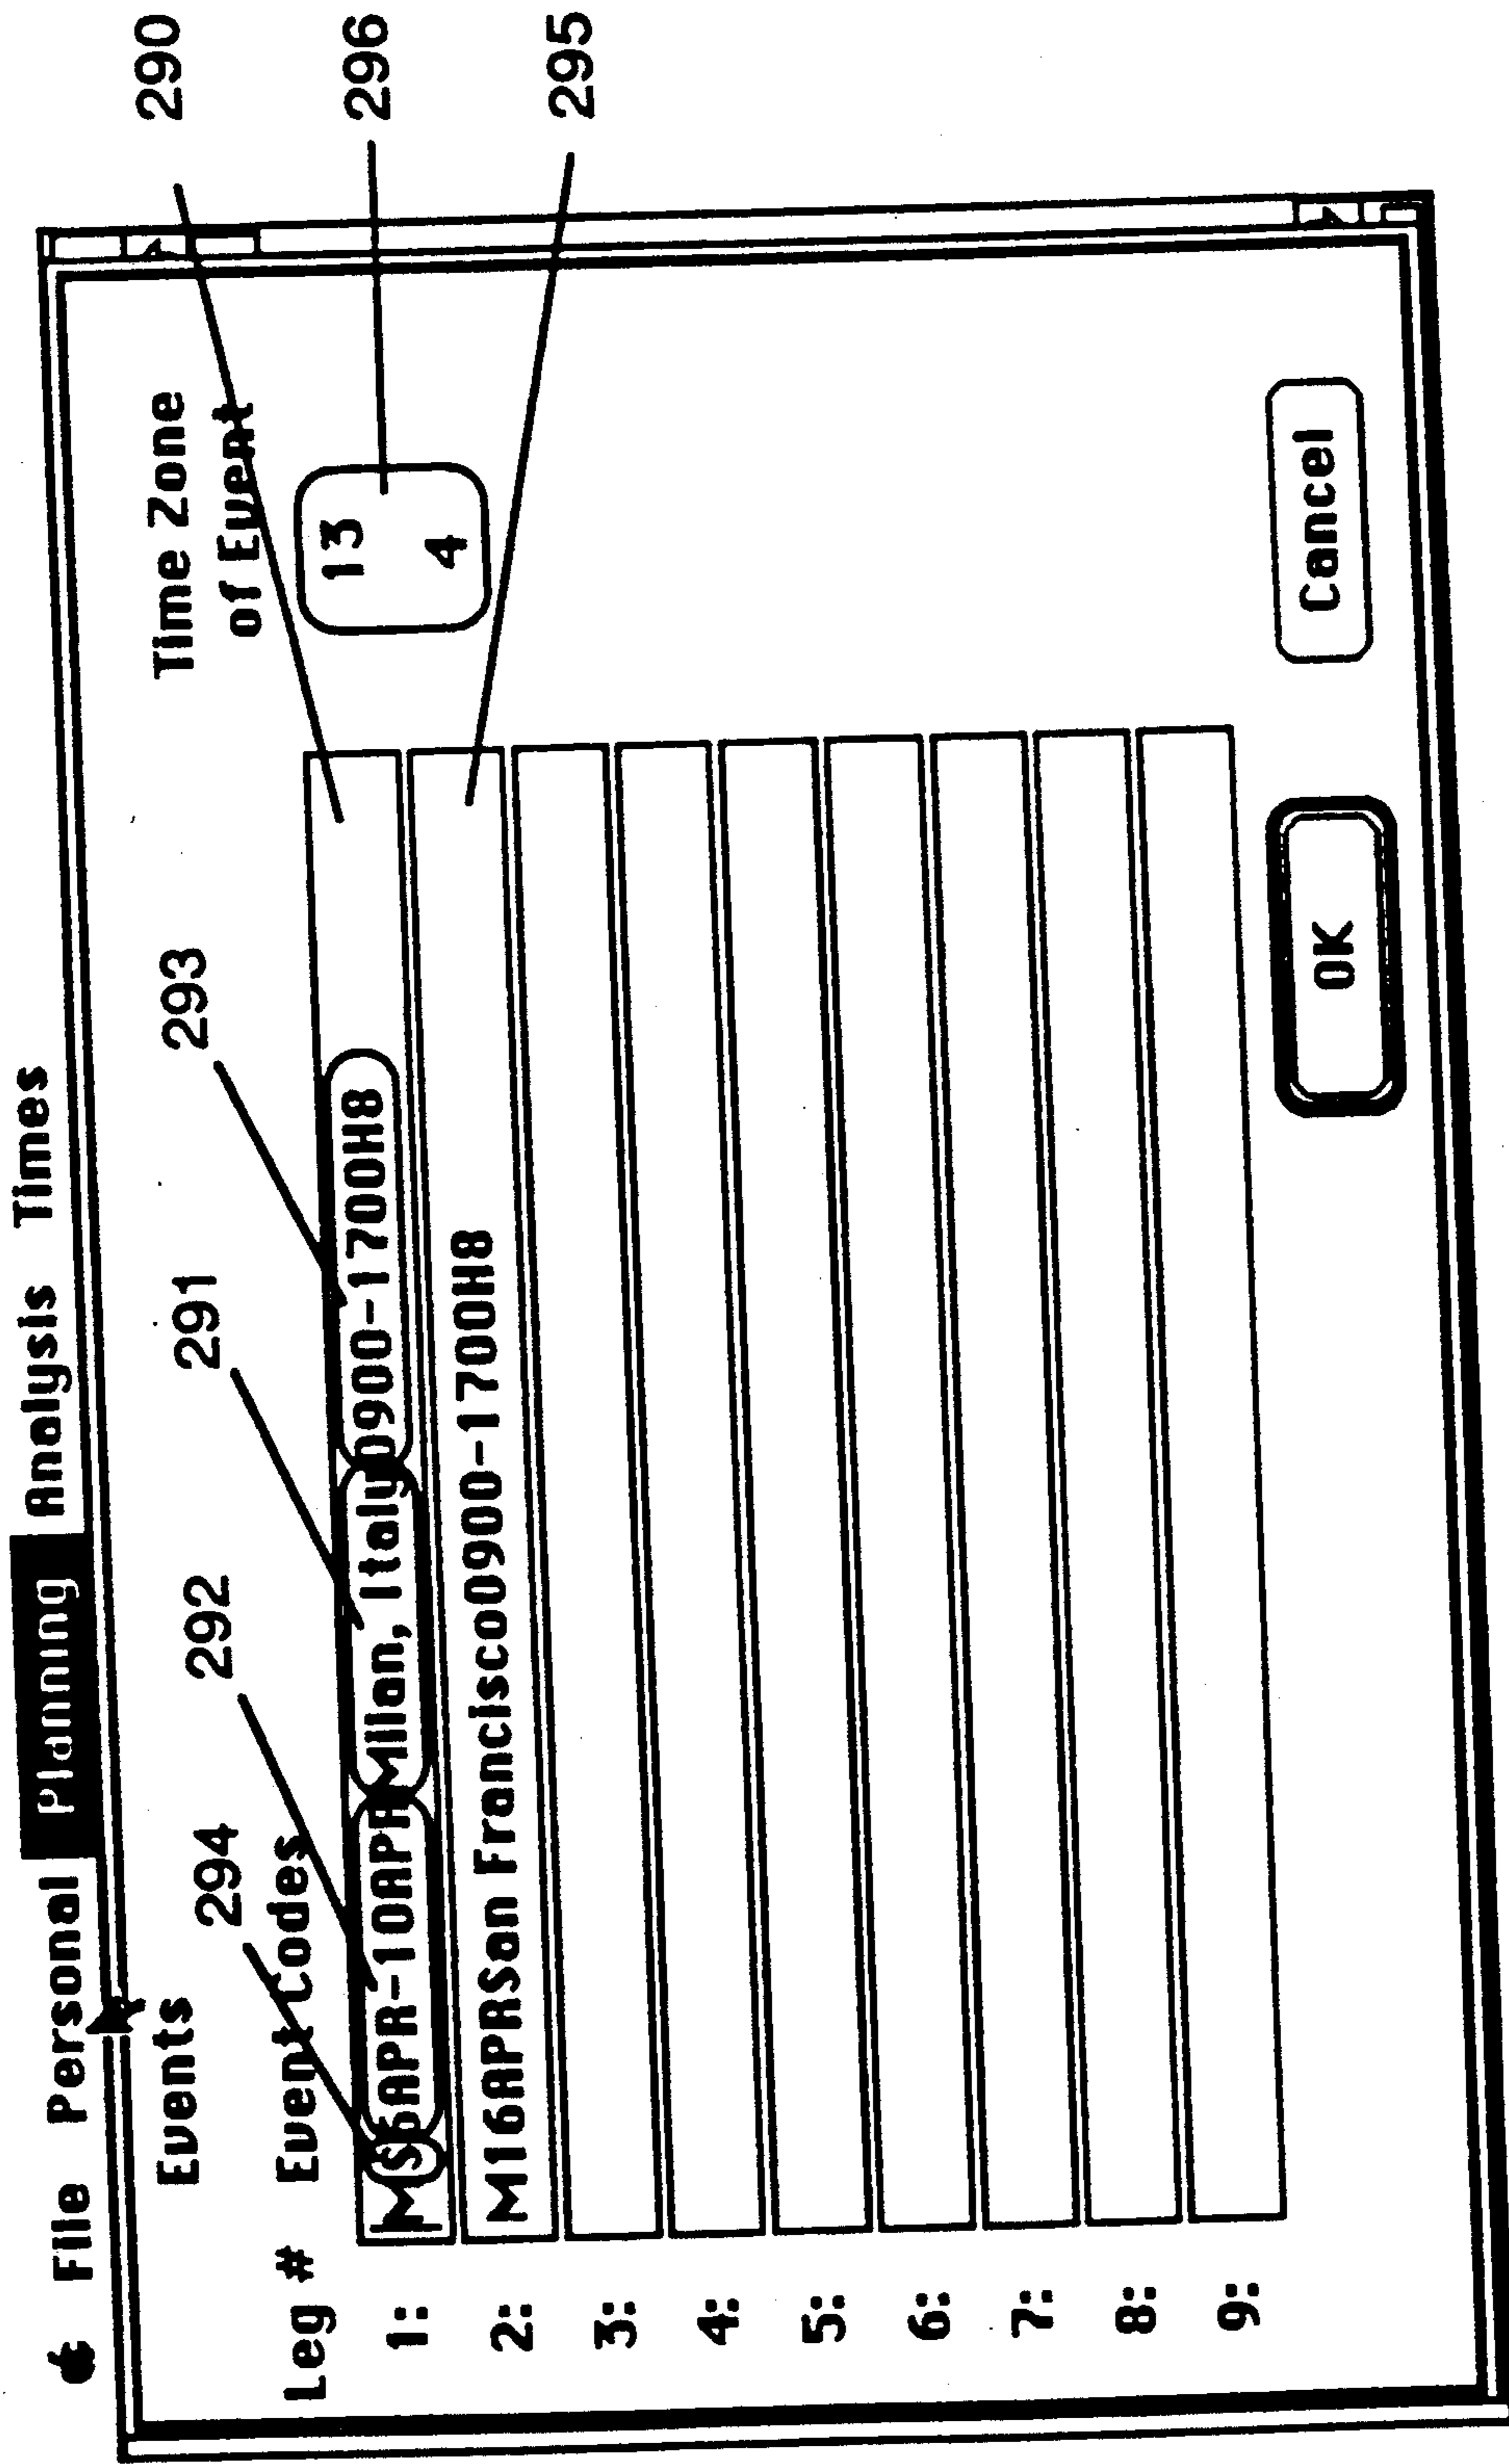 File Personal Planning Analysis Times
290
296
295
294 292 291 293
Events
Time Zone of Event
Leg # Event Codes
1: MS6APR-10APRMilan, Italy0900-1700H8 13
2: M16APRSan Francisco0900-1700H8 4
3:
4:
5:
6:
7:
8:
9:
OK Cancel